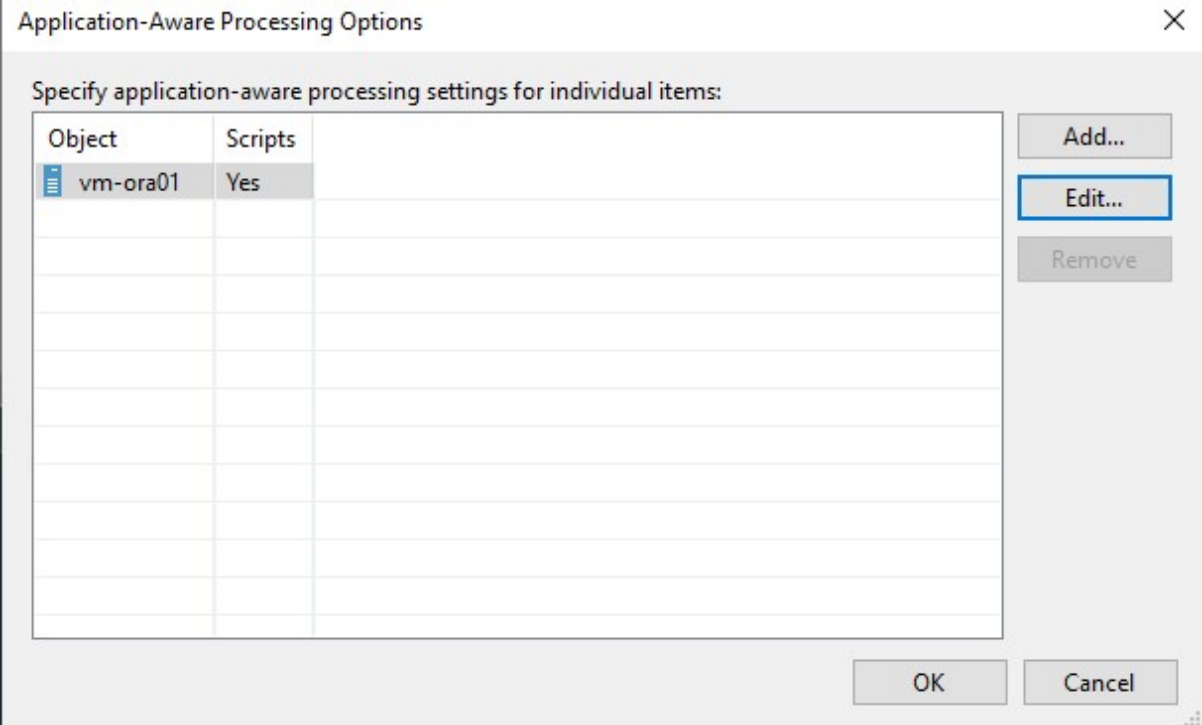 Application-Aware Processing Options
Specify application-aware processing settings for individual items:
Object Scripts
vm-ora01 Yes
Add...
Edit...
Remove
OK Cancel